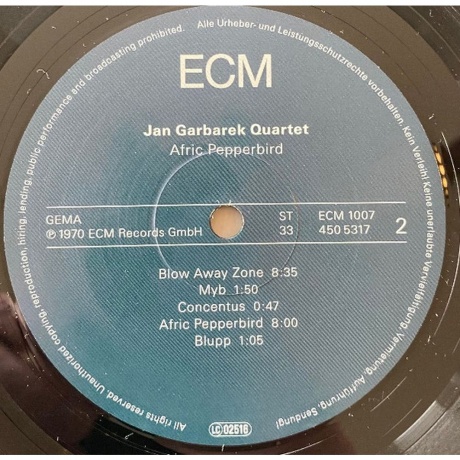 Alle Urheber- und Leistungsschutzrechte vorbehalten. Kein Verleih! Keine unerlaubte Vervielfältigung, Vermietung, Aufführung, Sendung!
All rights reserved. Unauthorized copying, reproduction, hiring, lending, public performance and broadcasting prohibited.
ECM
Jan Garbarek Quartet
Afric Pepperbird
GEMA ST ECM 1007
℗ 1970 ECM Records GmbH 33 450 5317 2
Blow Away Zone 8:35
Myb 1:50
Concentus 0:47
Afric Pepperbird 8:00
Blupp 1:05
LC 02516